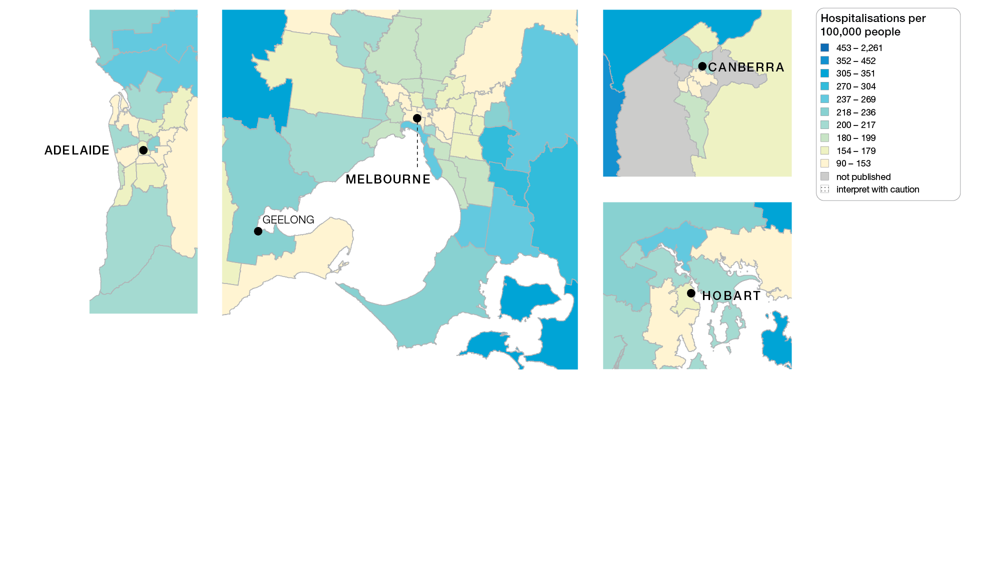 ADELAIDE
MELBOURNE
GEELONG
CANBERRA
HOBART
Hospitalisations per
100,000 people
453 – 2,261
352 – 452
305 – 351
270 – 304
237 – 269
218 – 236
200 – 217
180 – 199
154 – 179
90 – 153
not published
interpret with caution